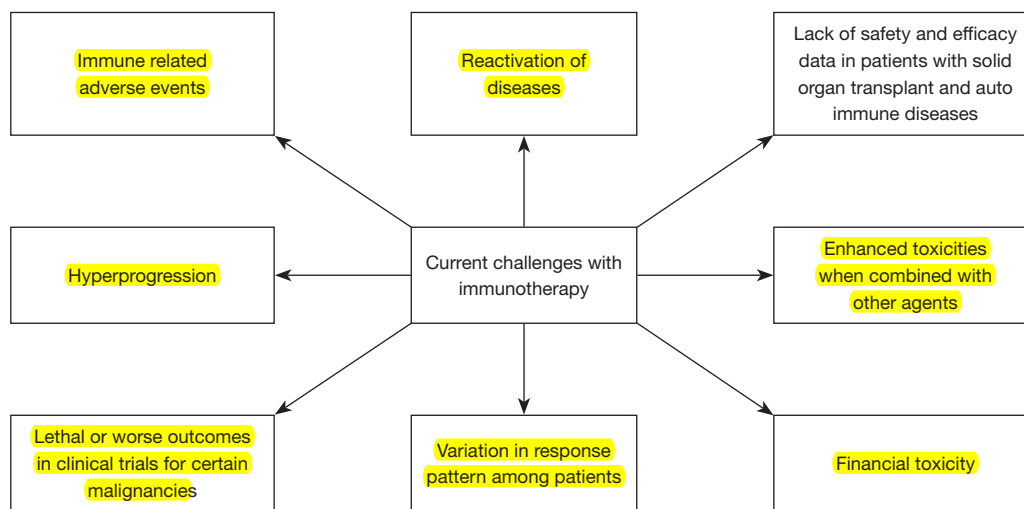 Immune related
adverse events
Reactivation of
diseases
Lack of safety and efficacy
data in patients with solid
organ transplant and auto
immune diseases
Hyperprogression
Current challenges with
immunotherapy
Enhanced toxicities
when combined with
other agents
Lethal or worse outcomes
in clinical trials for certain
malignancies
Variation in response
pattern among patients
Financial toxicity